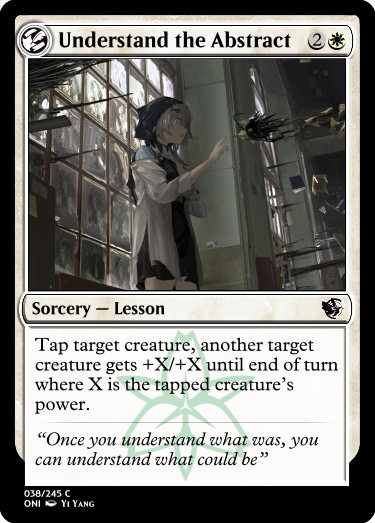 Understand the Abstract 2
Sorcery — Lesson
Tap target creature, another target
creature gets +X/+X until end of turn
where X is the tapped creature's
power.
“Once you understand what was, you
can understand what could be”
038/245 C
ONI YI YANG